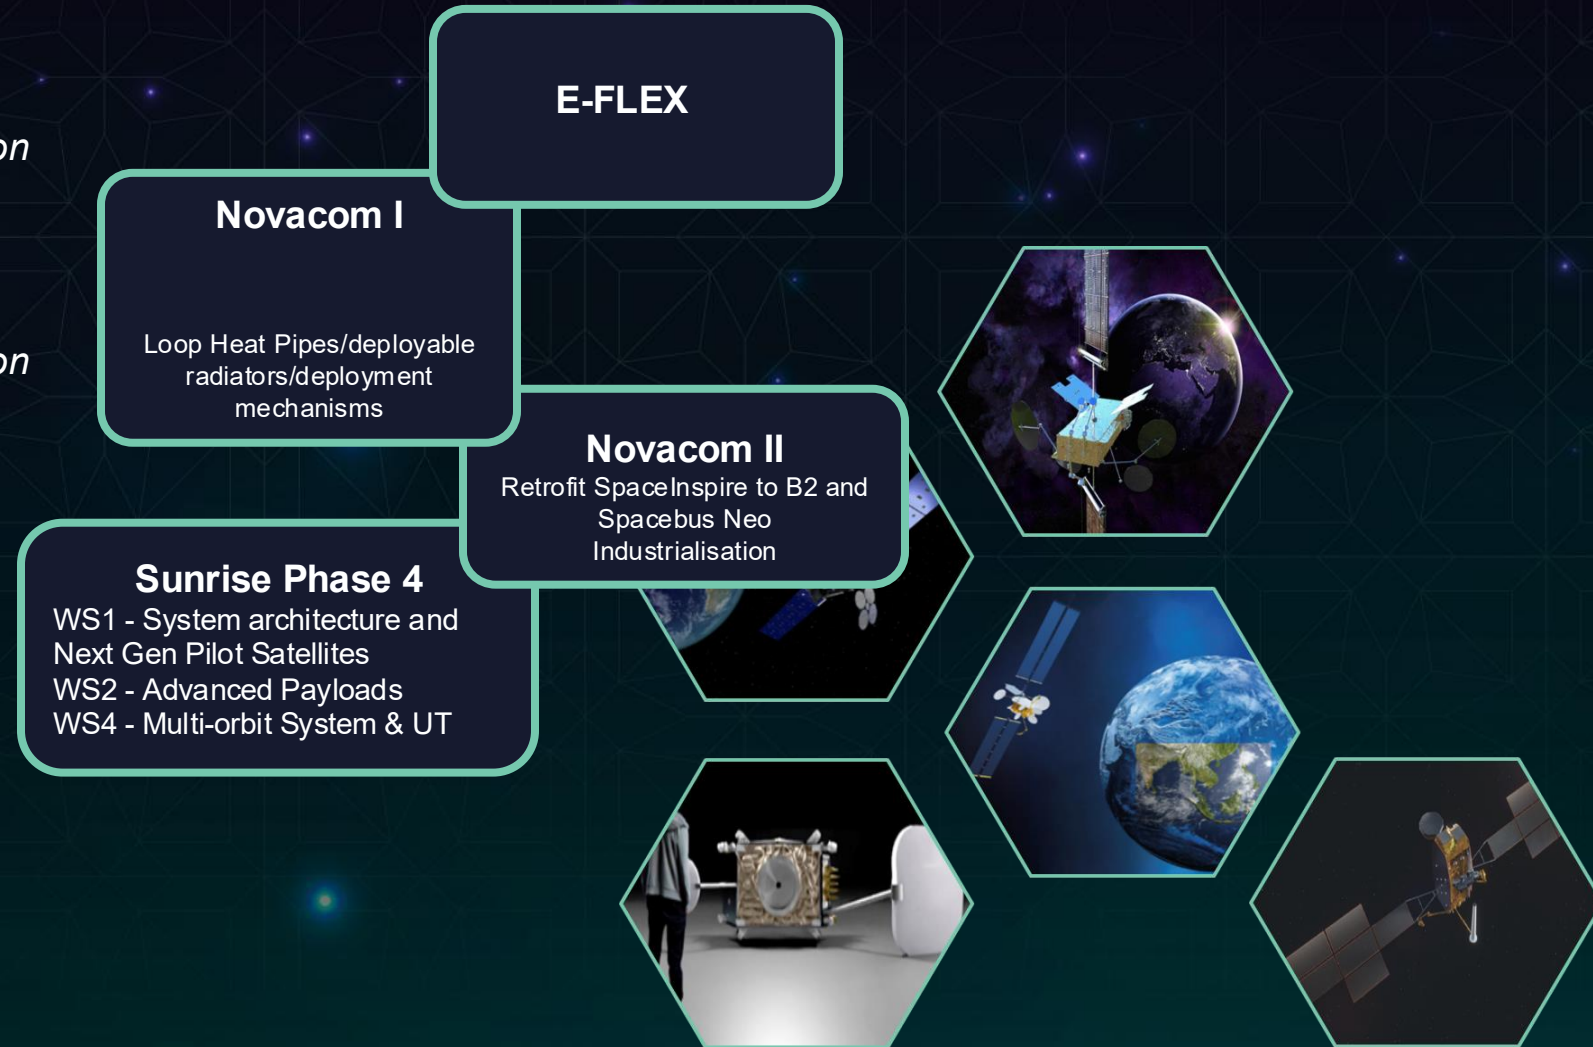 E-FLEX
on
Novacom I
Loop Heat Pipes/deployable
radiators/deployment
mechanisms
on
Novacom II
Retrofit SpaceInspire to B2 and
Spacebus Neo
Industrialisation
Sunrise Phase 4
WS1 - System architecture and
Next Gen Pilot Satellites
WS2 - Advanced Payloads
WS4 - Multi-orbit System & UT